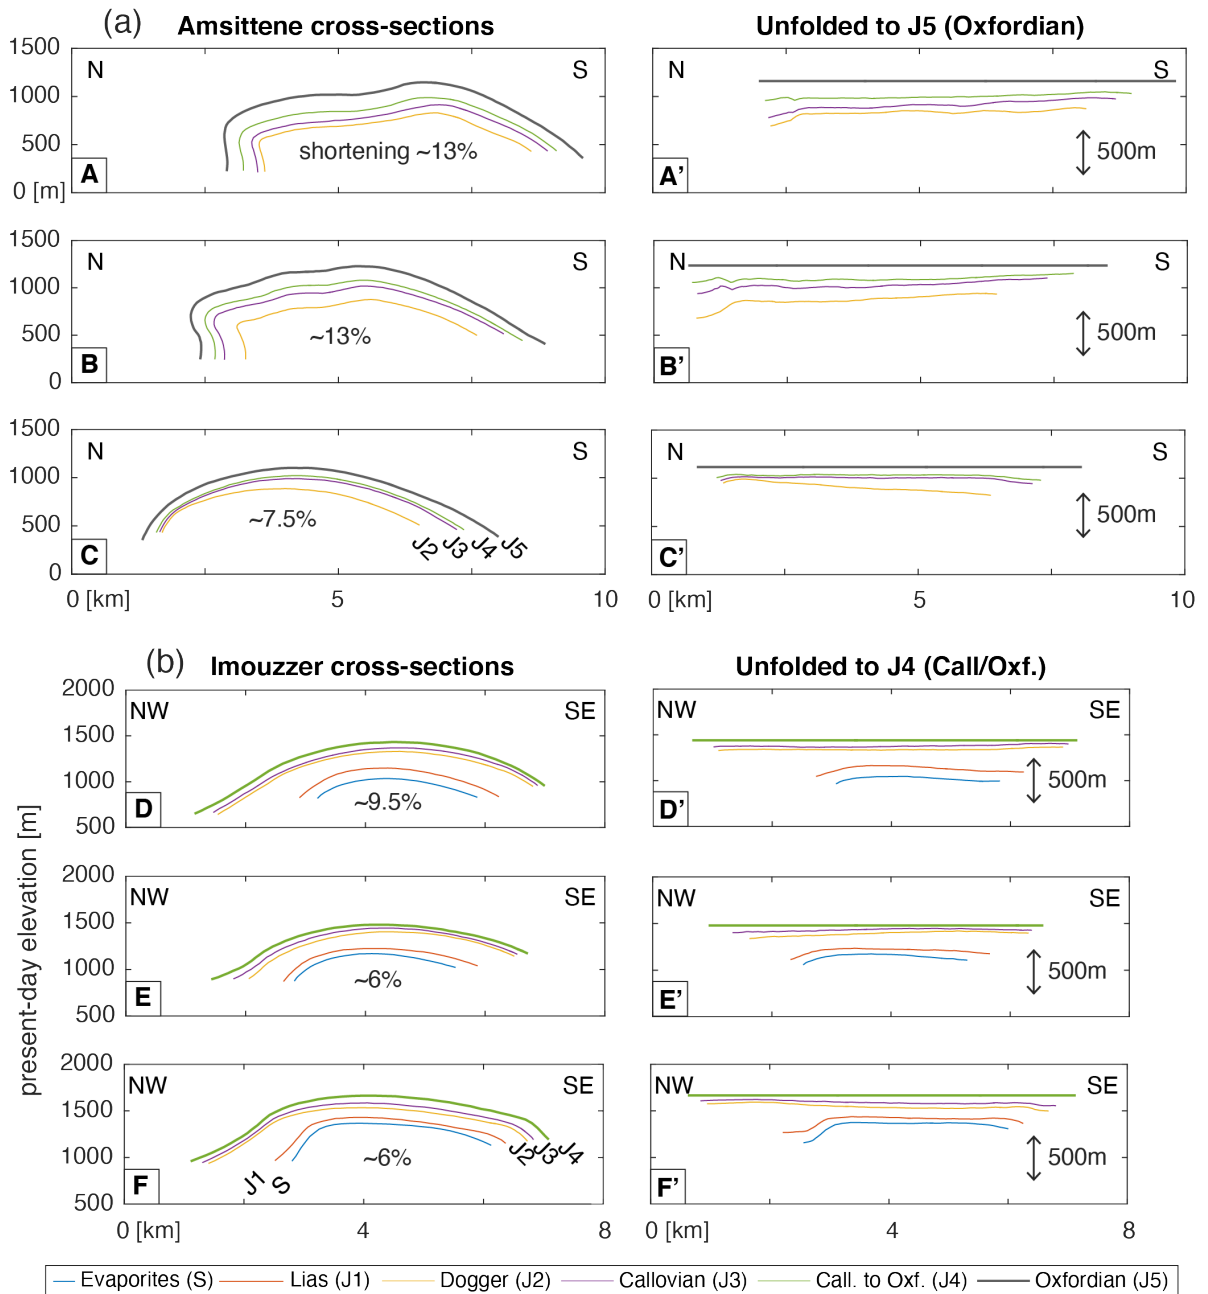 (a) Amsittene cross-sections Unfolded to J5 (Oxfordian)
1500
N S N S
1000
500
shortening ~13% 500m
A A’
0 [m]
1500
N S N S
1000
500
~13% 500m
B B’
0
1500
N S N S
1000
500
~7.5% 500m
J2 J3 J4 J5
C C’
0
0 [km] 5 10 0 [km] 5 10
(b) Imouzzer cross-sections Unfolded to J4 (Call/Oxf.)
2000
NW SE NW SE
1500
1000
~9.5% 500m
D D’
500
2000
NW SE NW SE
1500
1000
~6% 500m
E E’
500
present-day elevation [m]
2000
NW SE NW SE
1500
J2 J3 J4
1000
~6% 500m
J1 S
F F’
500
0 [km] 4 8 0 [km] 4 8
Evaporites (S) Lias (J1) Dogger (J2) Callovian (J3) Call. to Oxf. (J4) Oxfordian (J5)